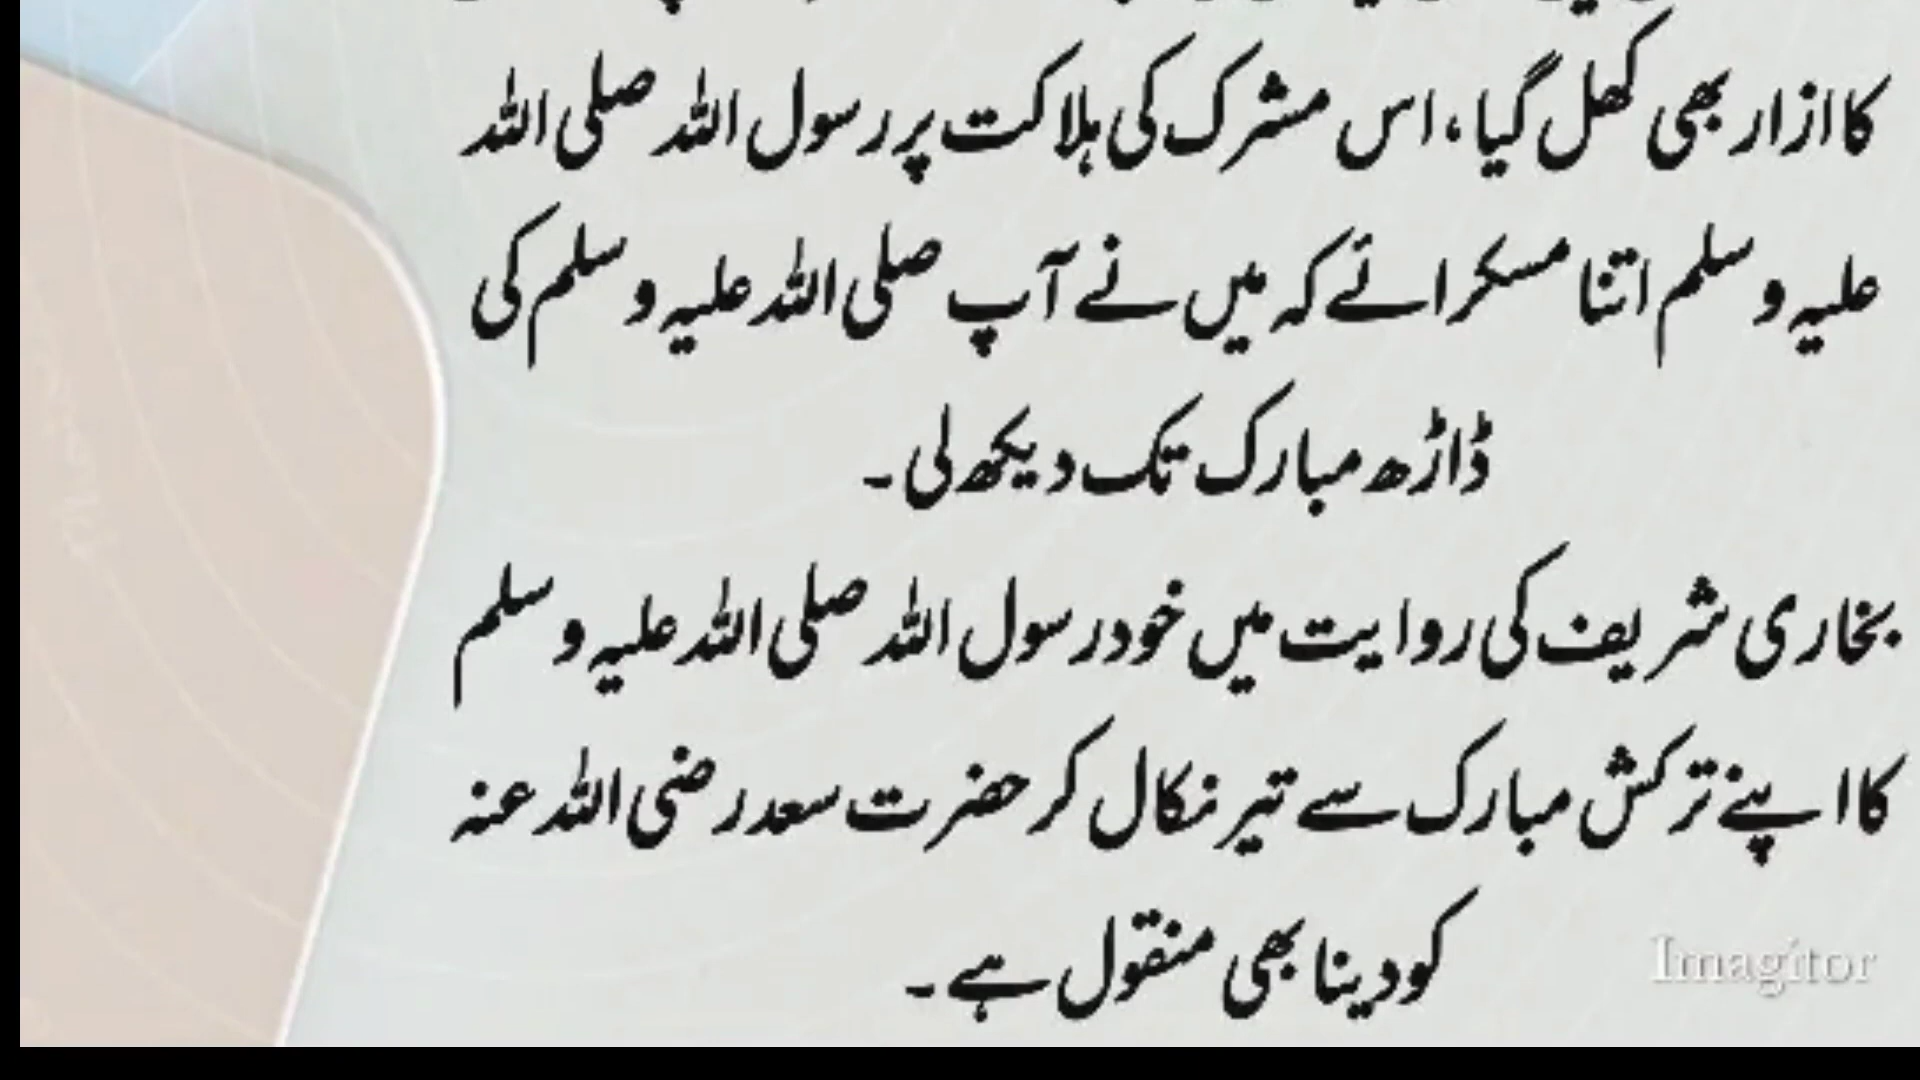 کا ازار بھی کھل گیا، اس مشرک کی ہلاکت پر رسول اللہ صلی اللہ
علیہ وسلم اتنا مسکرائے کہ میں نے آپ صلی اللہ علیہ وسلم کی
ڈاڑھ مبارک تک دیکھ لی۔
بخاری شریف کی روایت میں خود رسول اللہ صلی اللہ علیہ وسلم
کا اپنے ترکش مبارک سے تیر نکال کر حضرت سعد رضی اللہ عنہ
کو دینا بھی منقول ہے۔
Imagitor